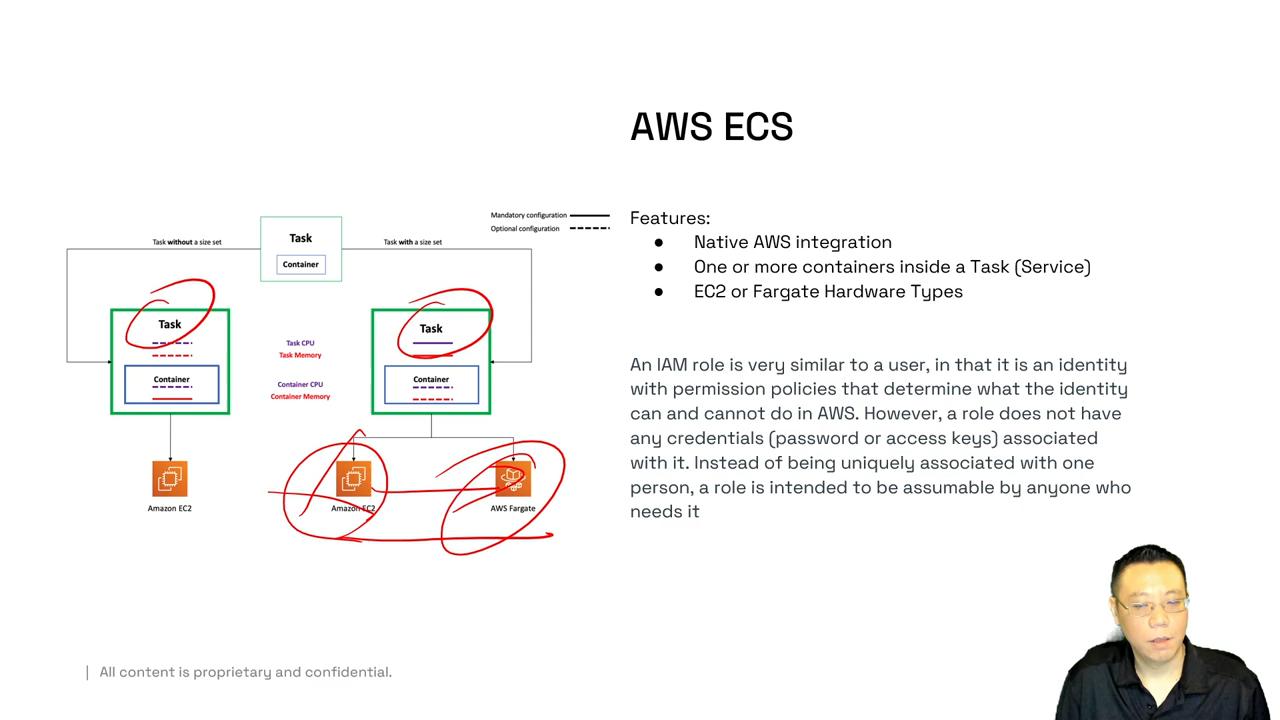 AWS ECS
Mandatory configuration
Optional configuration
Task without a size set
Task with a size set
Task
Container
Task
Container
Task CPU
Task Memory
Container CPU
Container Memory
Task
Container
Amazon EC2
Amazon EC2
AWS Fargate
Features:
● Native AWS integration
● One or more containers inside a Task (Service)
● EC2 or Fargate Hardware Types
An IAM role is very similar to a user, in that it is an identity
with permission policies that determine what the identity
can and cannot do in AWS. However, a role does not have
any credentials (password or access keys) associated
with it. Instead of being uniquely associated with one
person, a role is intended to be assumable by anyone who
needs it
| All content is proprietary and confidential.